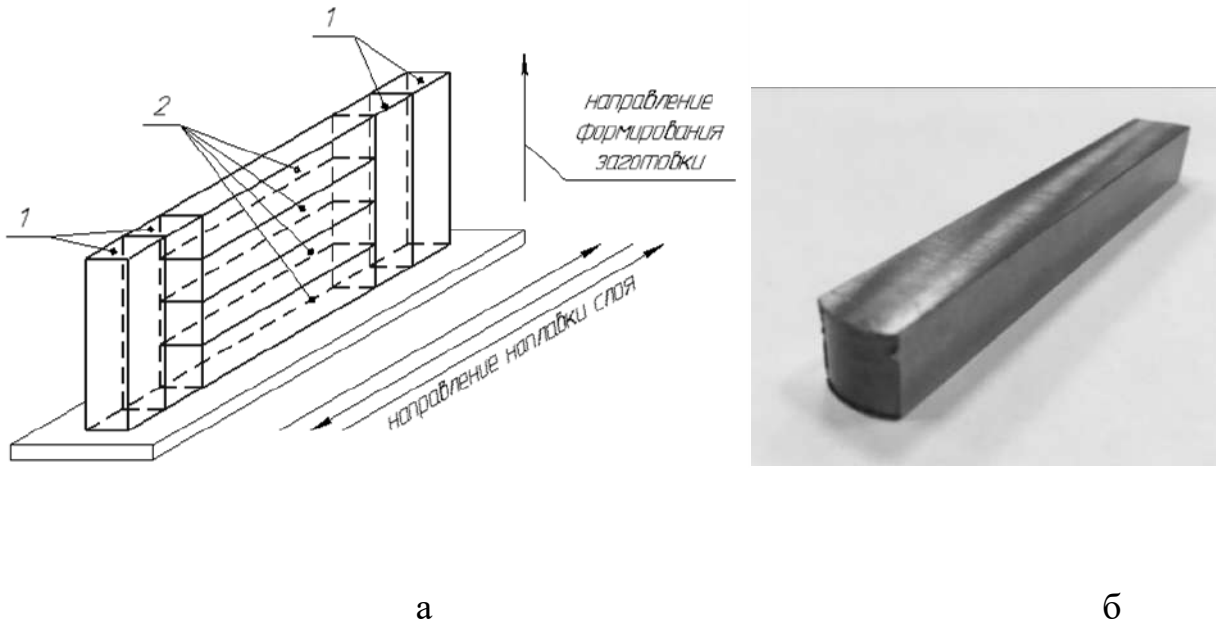 1
2
1
направление
формирования
заготовки
направление наплавки слоя
а
б